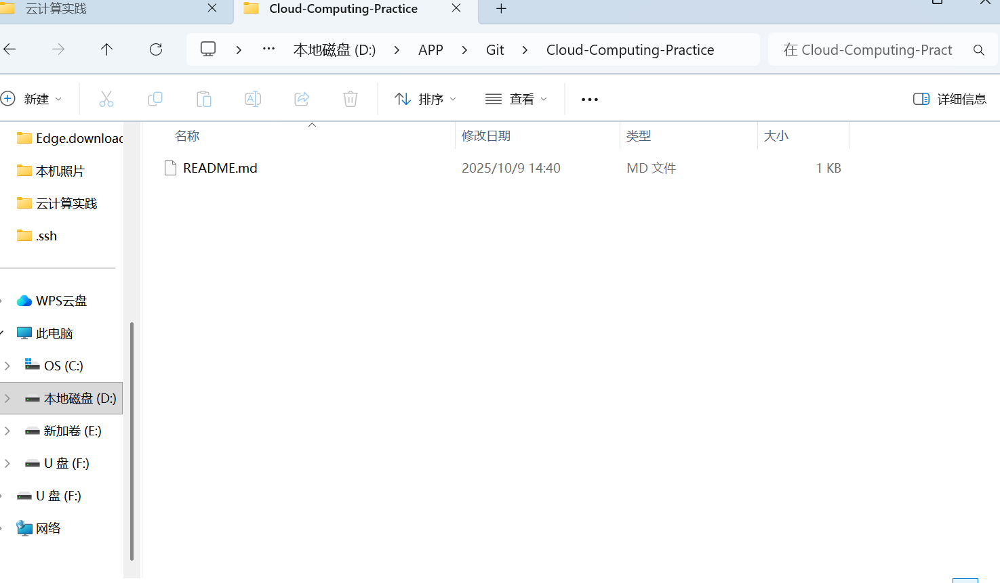 云计算实践
Cloud-Computing-Practice
本地磁盘 (D:) > APP > Git > Cloud-Computing-Practice
在 Cloud-Computing-Pract
新建
排序
查看
详细信息
名称 修改日期 类型 大小
README.md 2025/10/9 14:40 MD 文件 1 KB
Edge.downloac
本机照片
云计算实践
.ssh
WPS云盘
此电脑
OS (C:)
本地磁盘 (D:)
新加卷 (E:)
U 盘 (F:)
U 盘 (F:)
网络